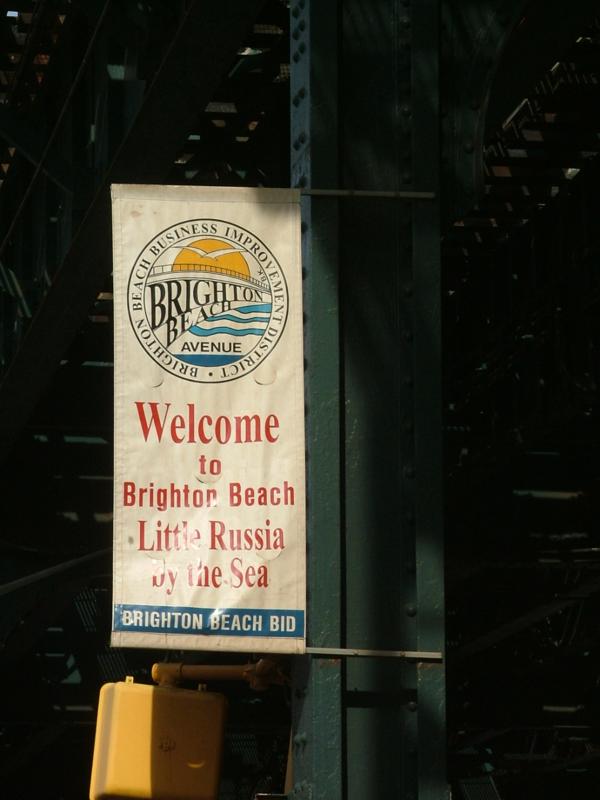 BRIGHTON BEACH BUSINESS IMPROVEMENT DISTRICT •
BRIGHTON
BEACH
AVENUE
Welcome
to
Brighton Beach
Little Russia
by the Sea
BRIGHTON BEACH BID